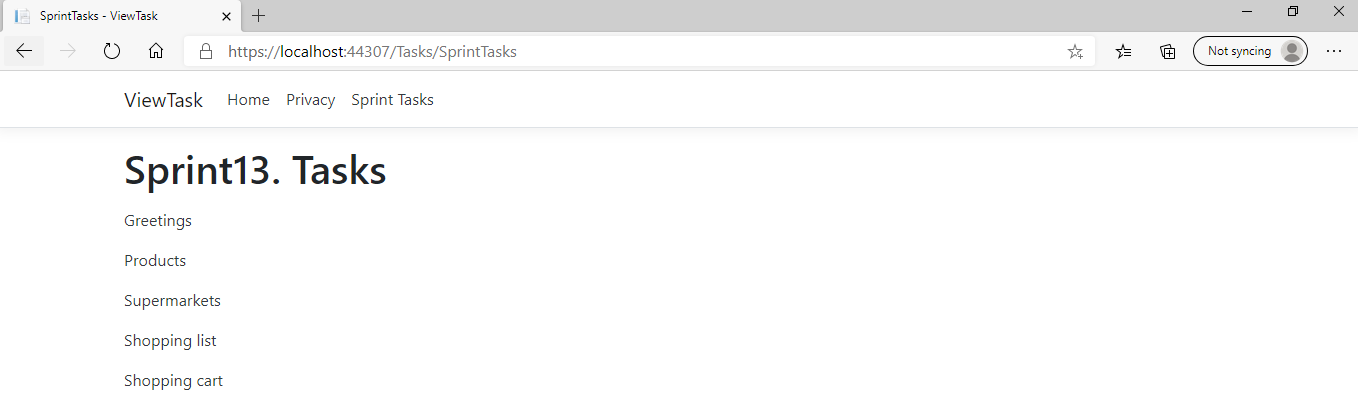 SprintTasks - ViewTask
https://localhost:44307/Tasks/SprintTasks
Not syncing
ViewTask Home Privacy Sprint Tasks
Sprint13. Tasks
Greetings
Products
Supermarkets
Shopping list
Shopping cart